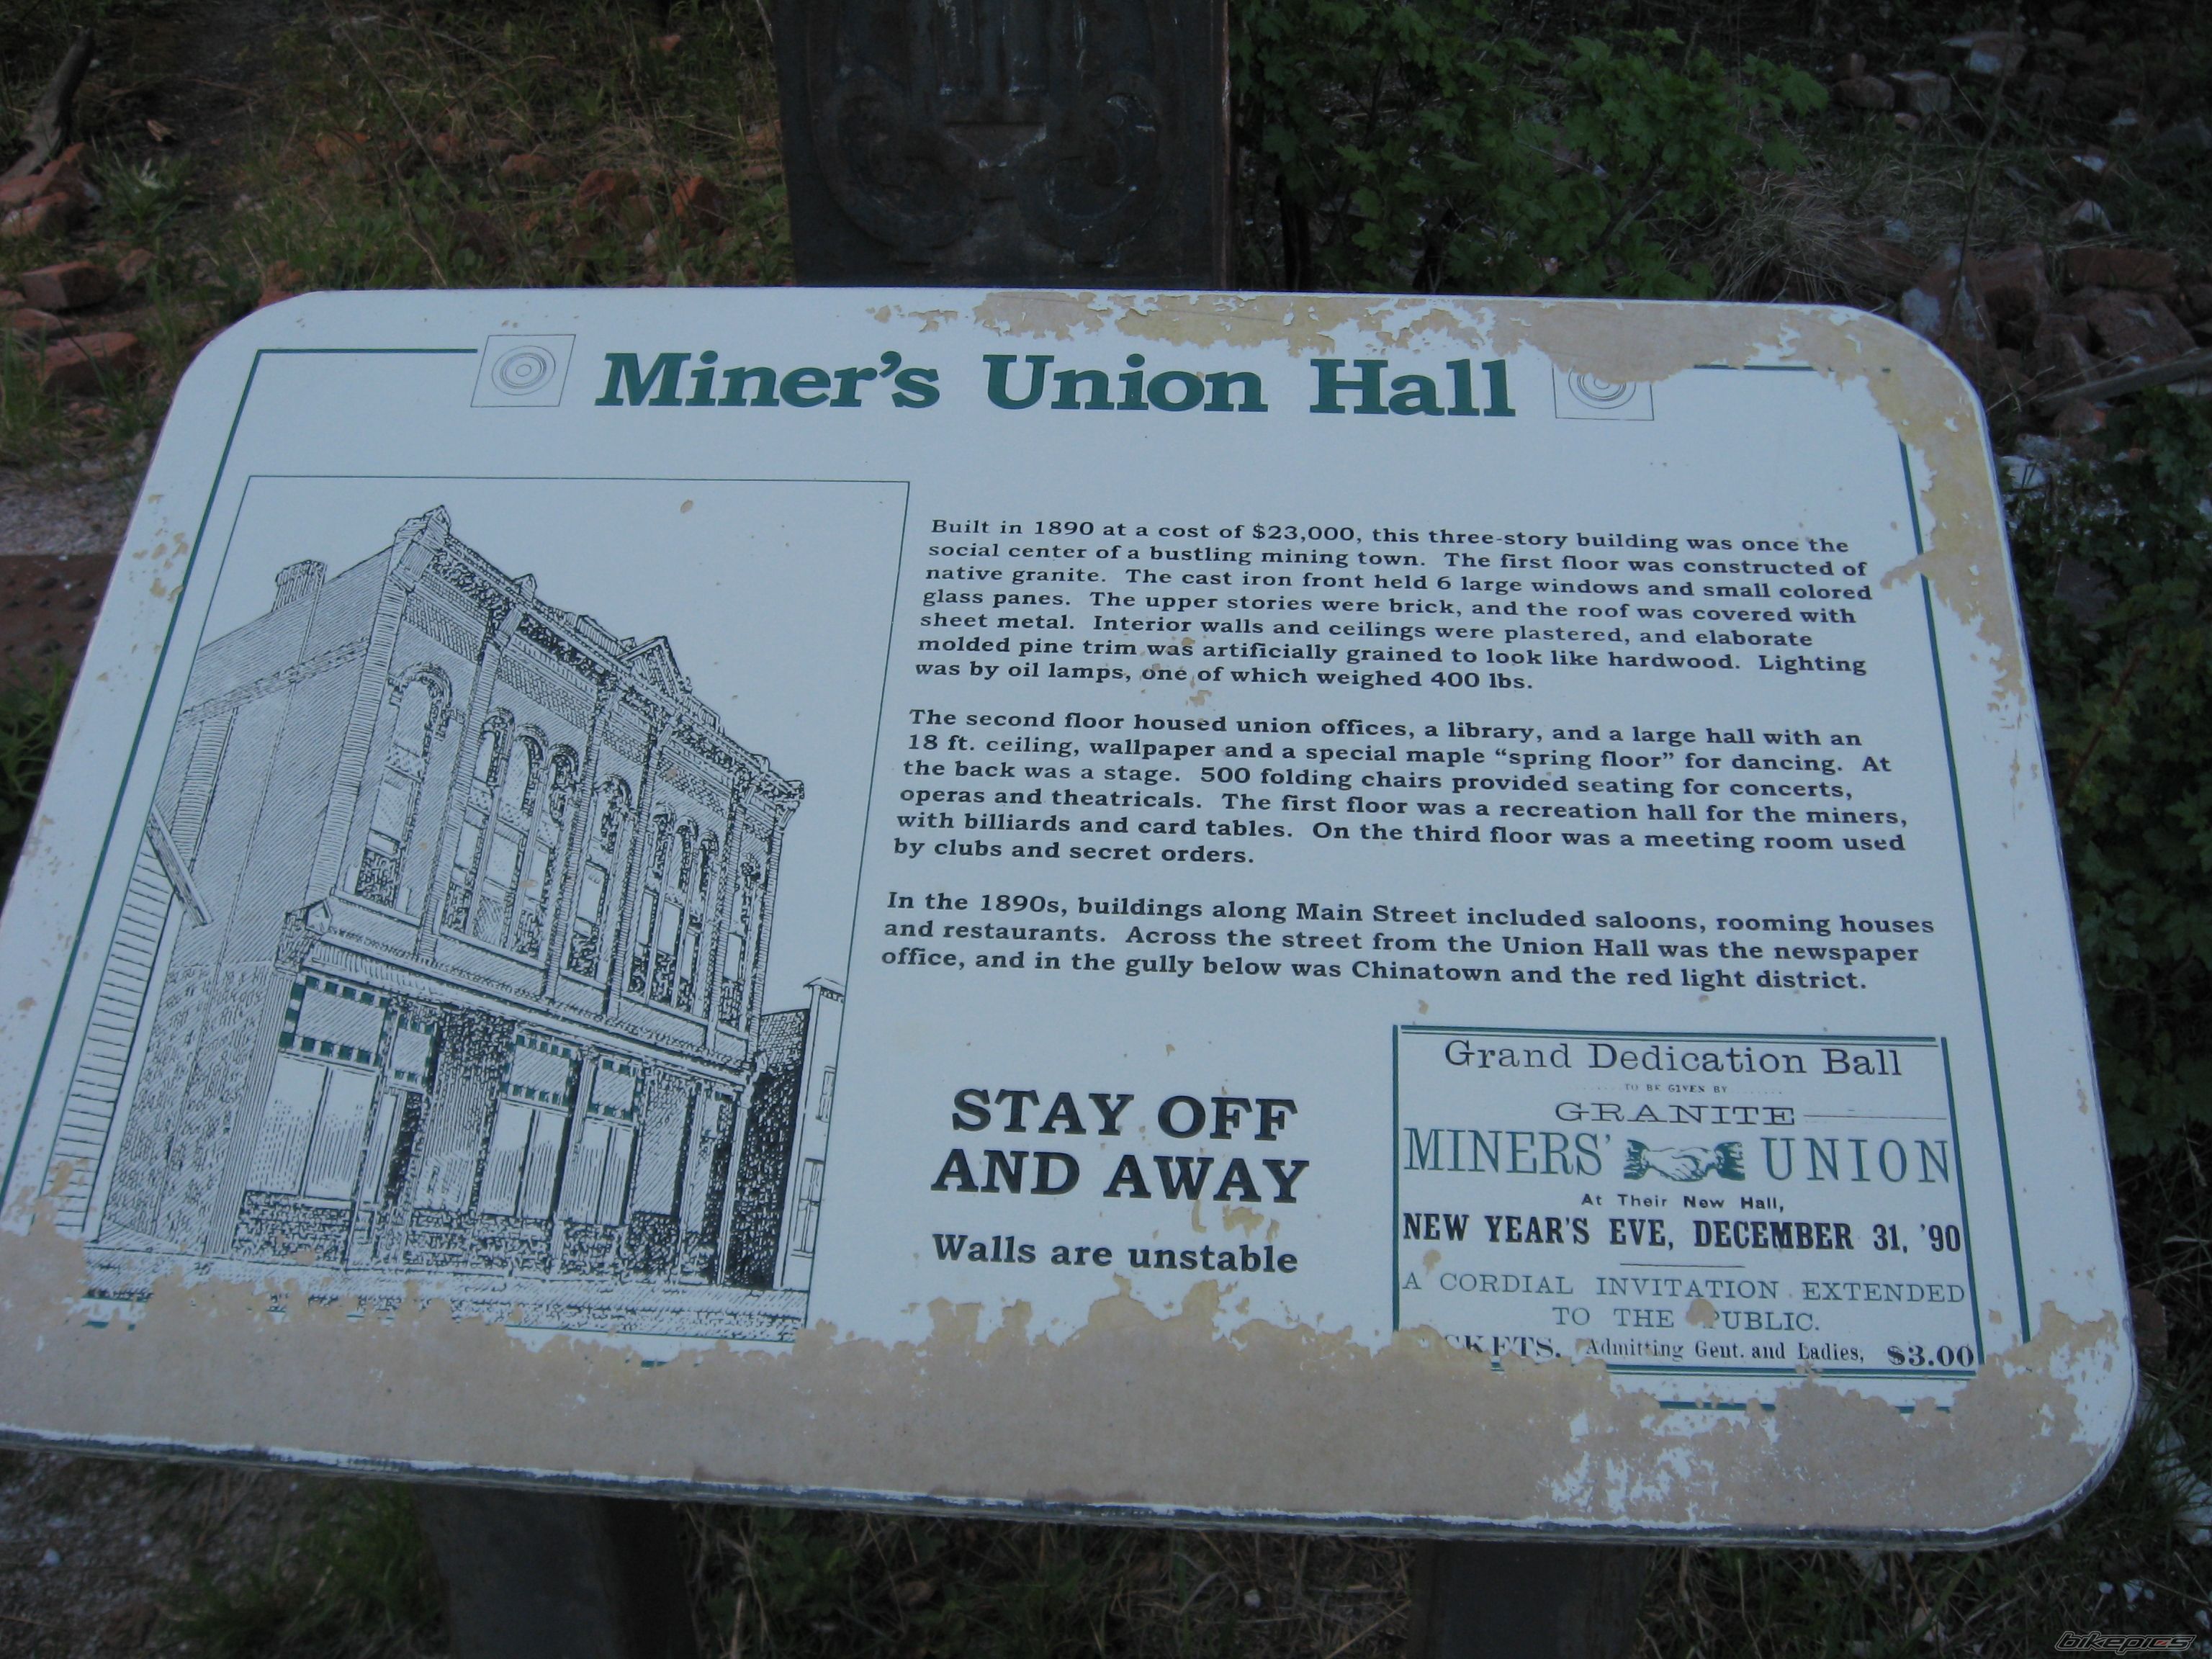 Miner's Union Hall
Built in 1890 at a cost of $23,000, this three-story building was once the
social center of a bustling mining town. The first floor was constructed of
native granite. The cast iron front held 6 large windows and small colored
glass panes. The upper stories were brick, and the roof was covered with
sheet metal. Interior walls and ceilings were plastered, and elaborate
molded pine trim was artificially grained to look like hardwood. Lighting
was by oil lamps, one of which weighed 400 lbs.
The second floor housed union offices, a library, and a large hall with an
18 ft. ceiling, wallpaper and a special maple "spring floor" for dancing. At
the back was a stage. 500 folding chairs provided seating for concerts,
operas and theatricals. The first floor was a recreation hall for the miners,
with billiards and card tables. On the third floor was a meeting room used
by clubs and secret orders.
In the 1890s, buildings along Main Street included saloons, rooming houses
and restaurants. Across the street from the Union Hall was the newspaper
office, and in the gully below was Chinatown and the red light district.
STAY OFF
AND AWAY
Walls are unstable
Grand Dedication Ball
TO BE GIVEN BY
GRANITE
MINERS' UNION
At Their New Hall,
NEW YEAR'S EVE, DECEMBER 31, '90
A CORDIAL INVITATION EXTENDED
TO THE PUBLIC.
Admitting Gent. and Ladies, $3.00
bikepics